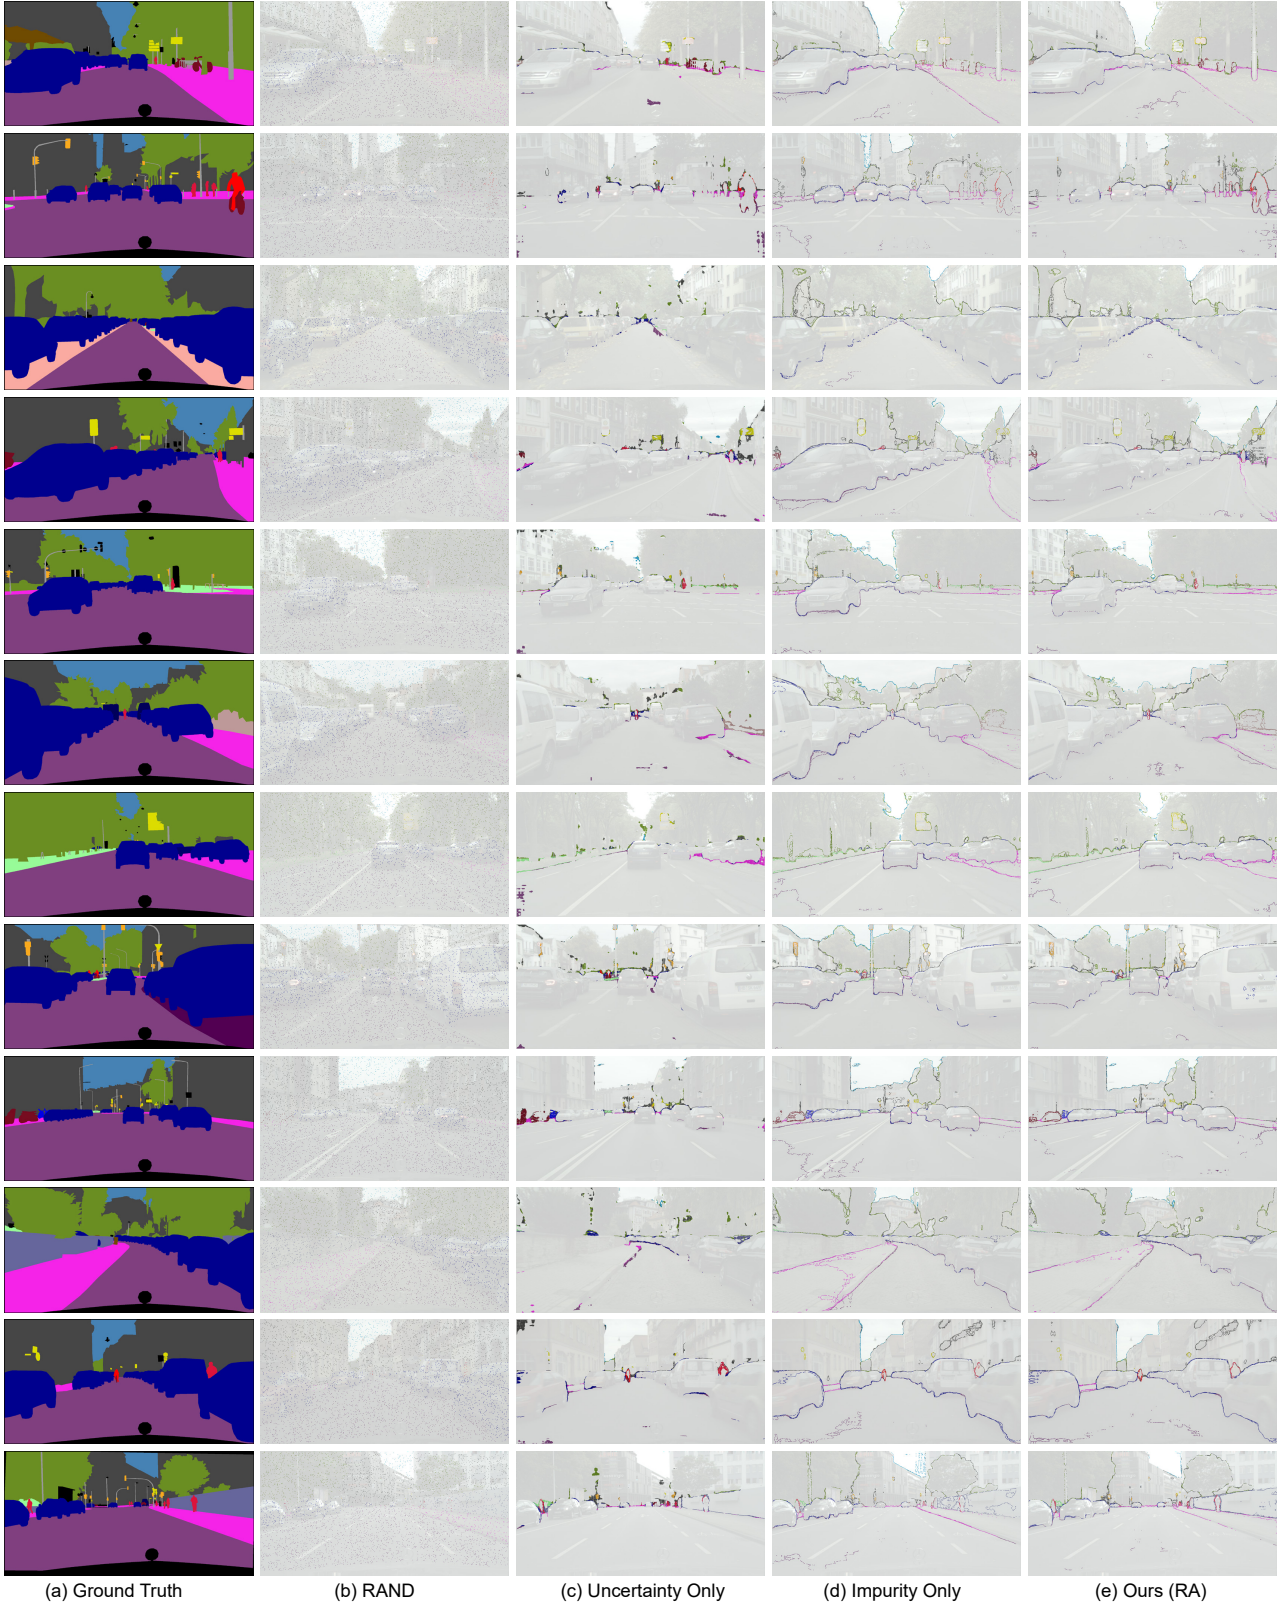 (a) Ground Truth
(b) RAND
(c) Uncertainty Only
(d) Impurity Only
(e) Ours (RA)